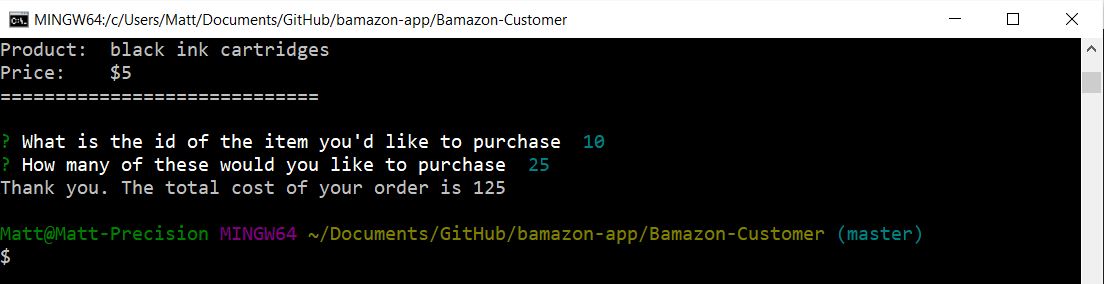 MINGW64:/c/Users/Matt/Documents/GitHub/bamazon-app/Bamazon-Customer
Product:  black ink cartridges
Price:    $5
=============================
? What is the id of the item you'd like to purchase  10
? How many of these would you like to purchase  25
Thank you. The total cost of your order is 125
Matt@Matt-Precision MINGW64 ~/Documents/GitHub/bamazon-app/Bamazon-Customer (master)
$